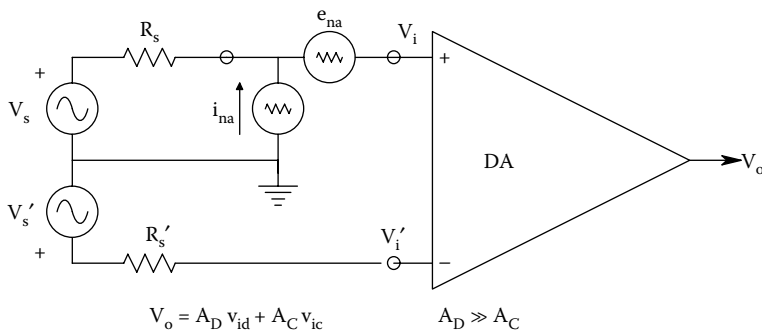 e_na
R_s
V_i
+
+
V_s
i_na
DA
V_o
V_s′
+
R_s′
V_i′
−
V_o = A_D v_id + A_C v_ic
A_D ≫ A_C